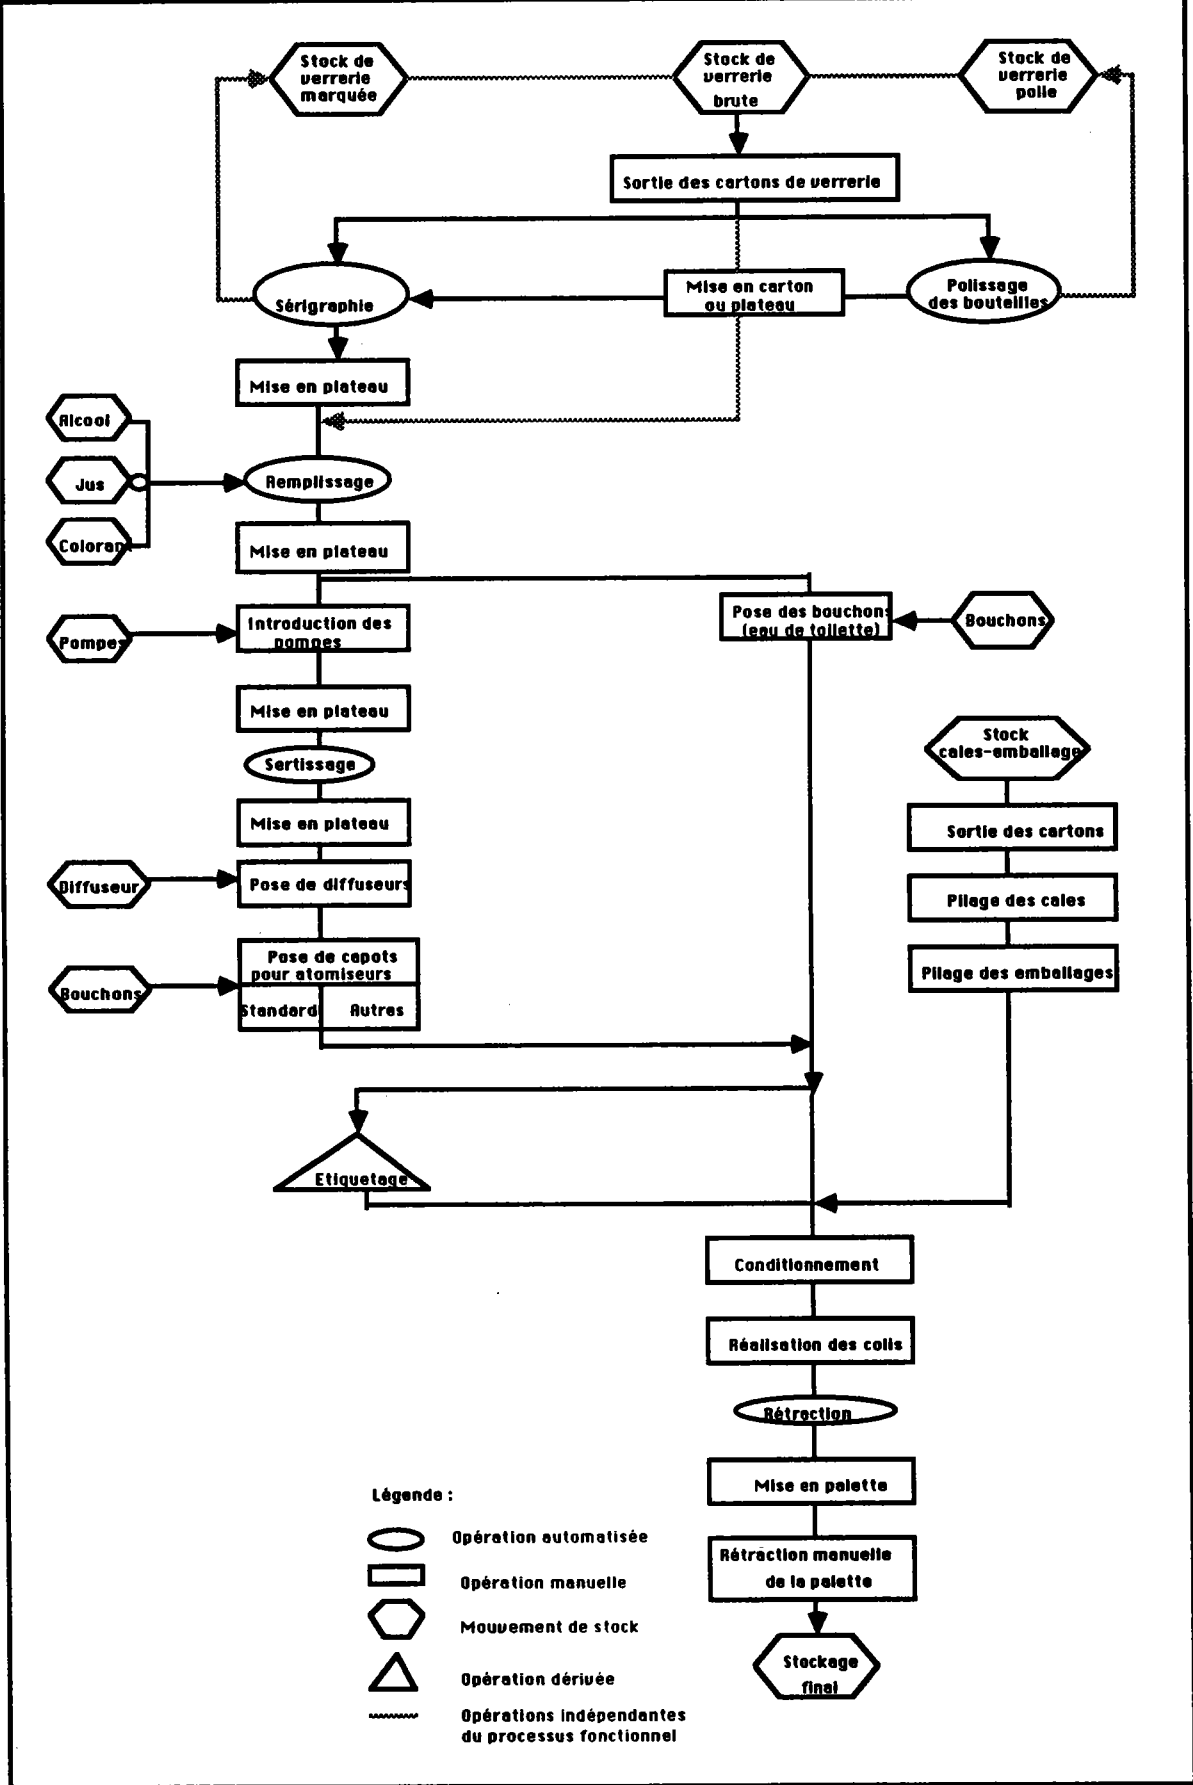 Stock de
verrerie
marquée
Stock de
verrerie
brute
Stock de
verrerie
polie
Sortie des cartons de verrerie
Sérigraphie
Mise en carton
ou plateau
Polissage
des bouteilles
Mise en plateau
Alcool
Jus
Coloran
Remplissage
Mise en plateau
Pompes
Introduction des
pompes
Pose des bouchons
(eau de toilette)
Bouchons
Mise en plateau
Sertissage
Mise en plateau
Stock
cales-emballage
Sortie des cartons
Pliage des cales
Pliage des emballages
Diffuseur
Pose de diffuseurs
Bouchons
Pose de capots
pour atomiseurs
Standard
Autres
Etiquetage
Conditionnement
Réalisation des colis
Rétraction
Mise en palette
Rétraction manuelle
de la palette
Stockage
final
Légende :
Opération automatisée
Opération manuelle
Mouvement de stock
Opération dérivée
Opérations indépendantes
du processus fonctionnel